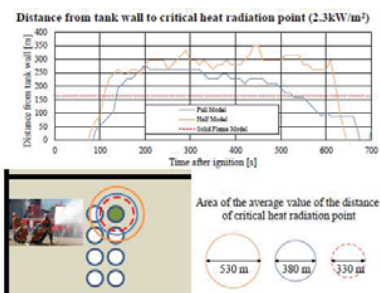 Distance from tank wall to critical heat radiation point (2.3kW/m²)
Distance from tank wall [m]
400
350
300
250
200
150
100
50
0
Full Model
Half Model
Solid Flame Model
0 100 200 300 400 500 600 700
Time after ignition [s]
Area of the average value of the distance
of critical heat radiation point
530 m 380 m 330 m